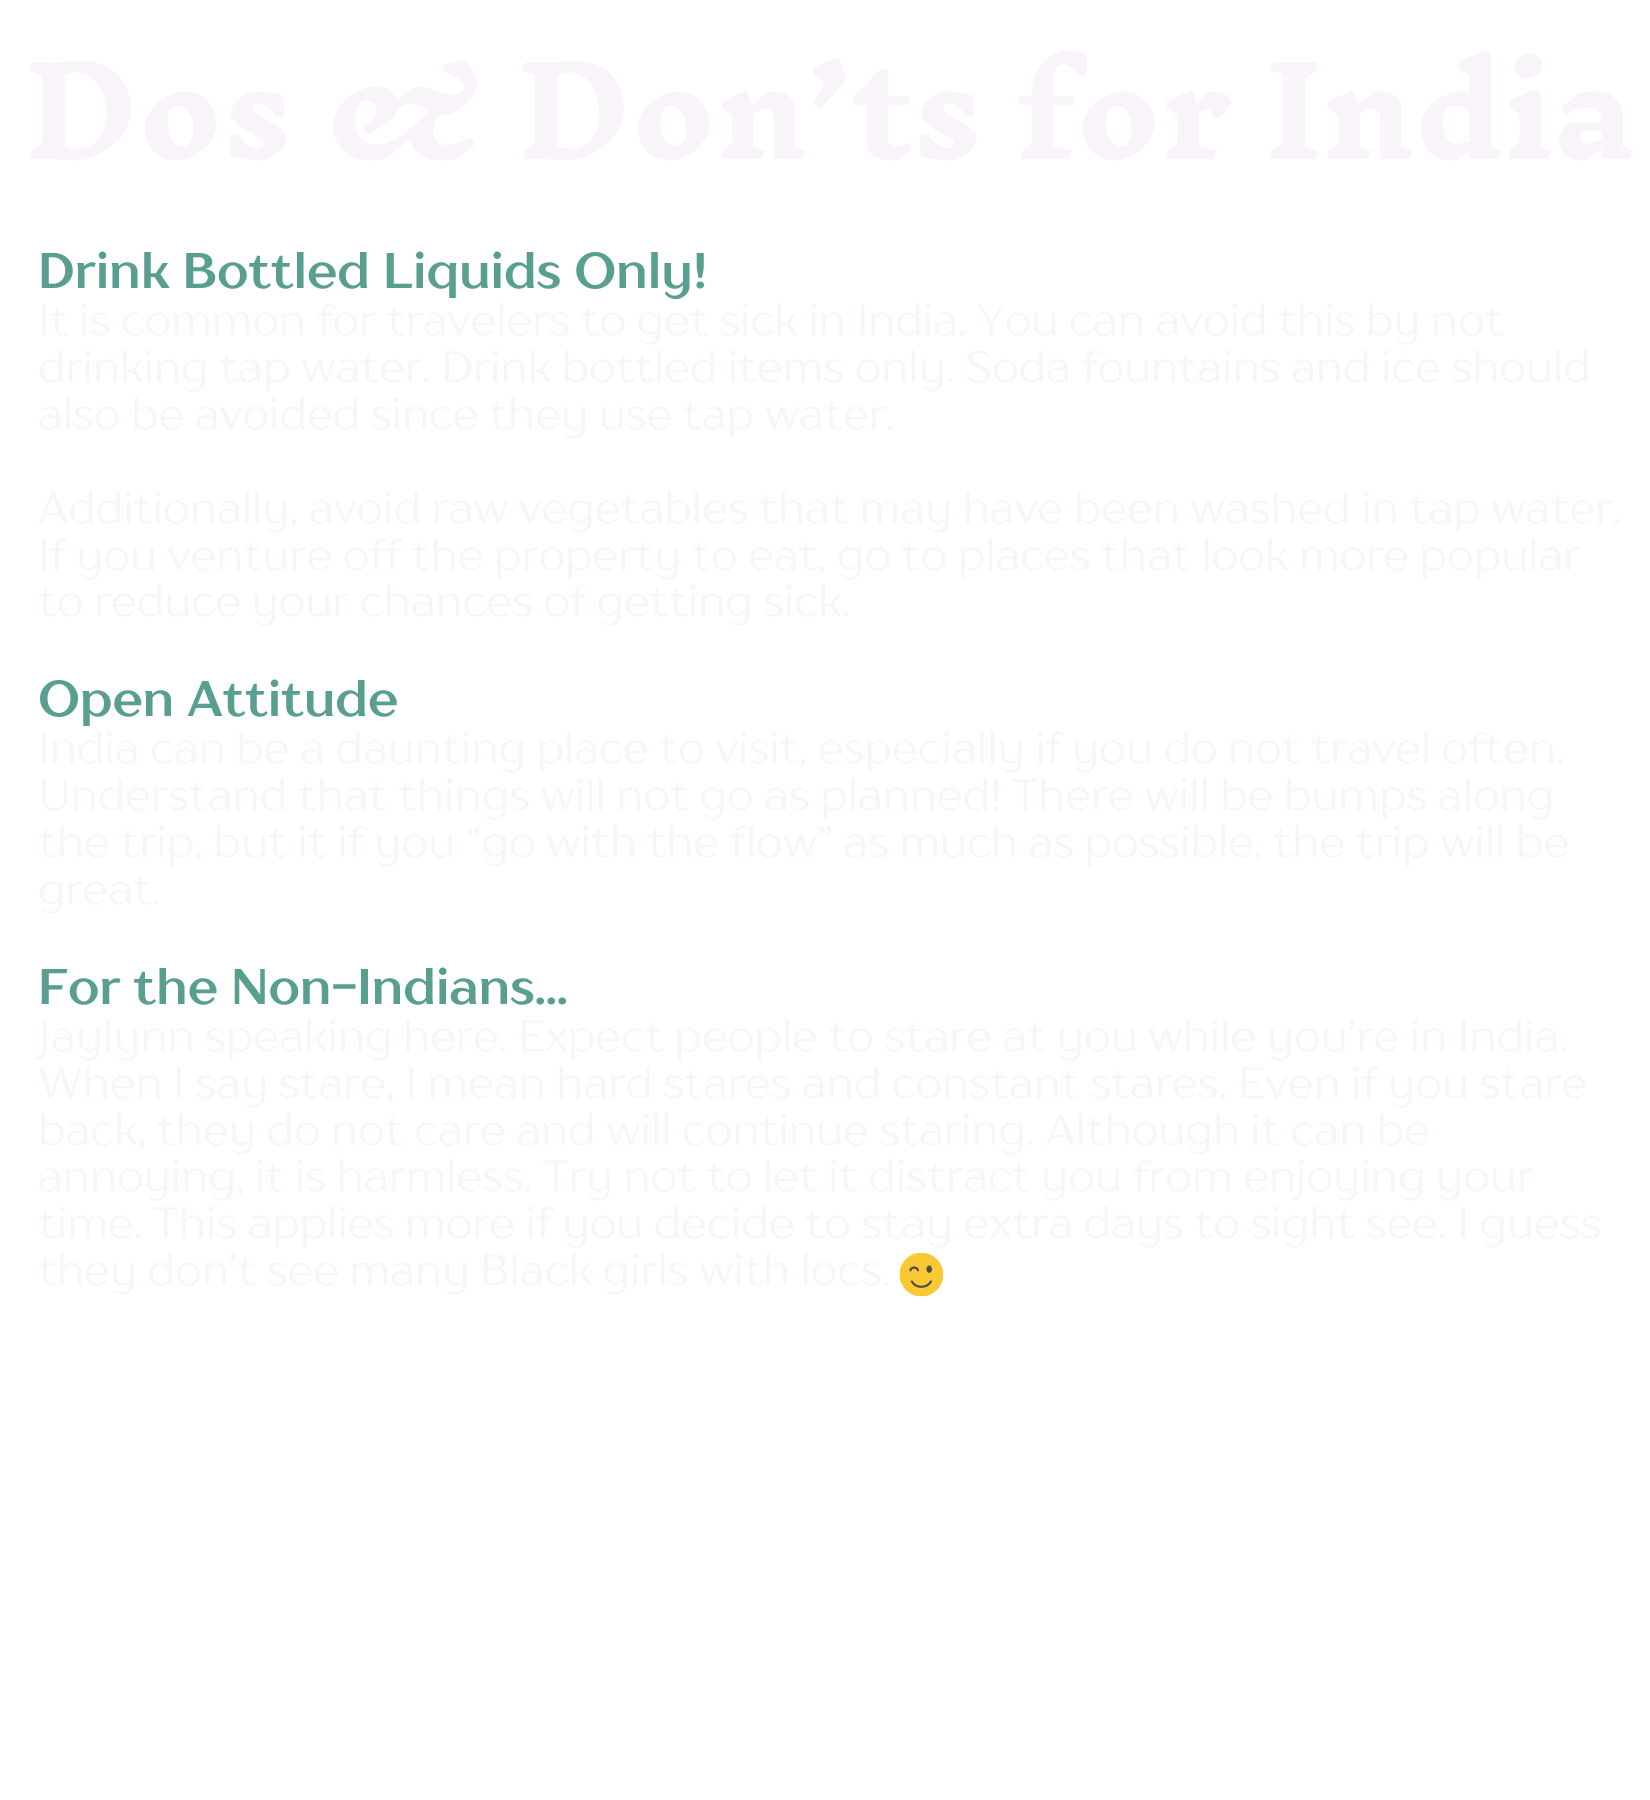 Dos & Don’ts for India
Drink Bottled Liquids Only!
It is common for travelers to get sick in India. You can avoid this by not
drinking tap water. Drink bottled items only. Soda fountains and ice should
also be avoided since they use tap water.
Additionally, avoid raw vegetables that may have been washed in tap water.
If you venture off the property to eat, go to places that look more popular
to reduce your chances of getting sick.
Open Attitude
India can be a daunting place to visit, especially if you do not travel often.
Understand that things will not go as planned! There will be bumps along
the trip, but it if you “go with the flow” as much as possible, the trip will be
great.
For the Non-Indians...
Jaylynn speaking here. Expect people to stare at you while you’re in India.
When I say stare, I mean hard stares and constant stares. Even if you stare
back, they do not care and will continue staring. Although it can be
annoying, it is harmless. Try not to let it distract you from enjoying your
time. This applies more if you decide to stay extra days to sight see. I guess
they don’t see many Black girls with locs. 😉